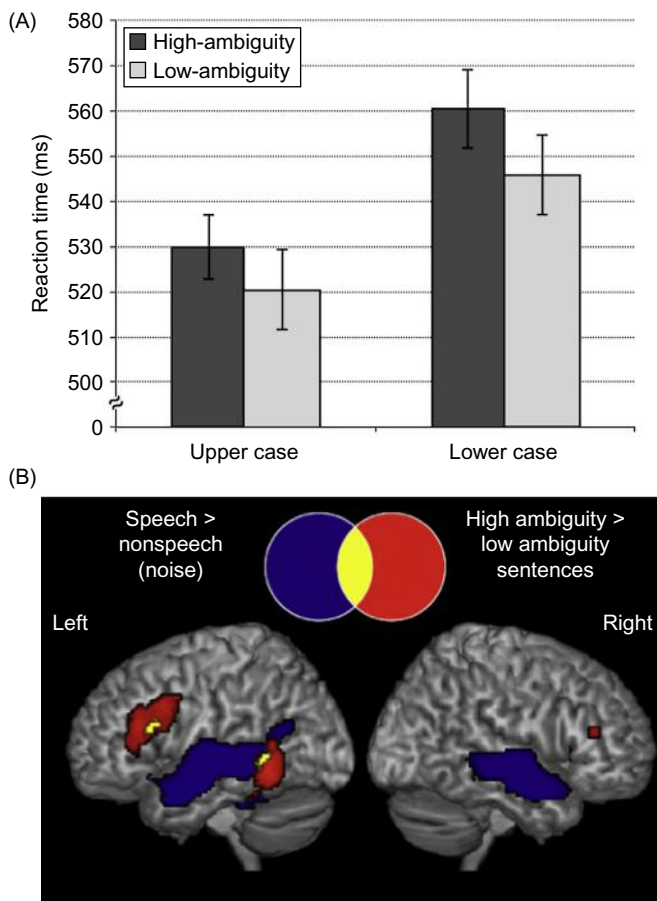 (A)
580
570
560
550
540
530
520
510
500
0
Reaction time (ms)
High-ambiguity
Low-ambiguity
Upper case
Lower case
(B)
Speech >
nonspeech
(noise)
High ambiguity >
low ambiguity
sentences
Left
Right